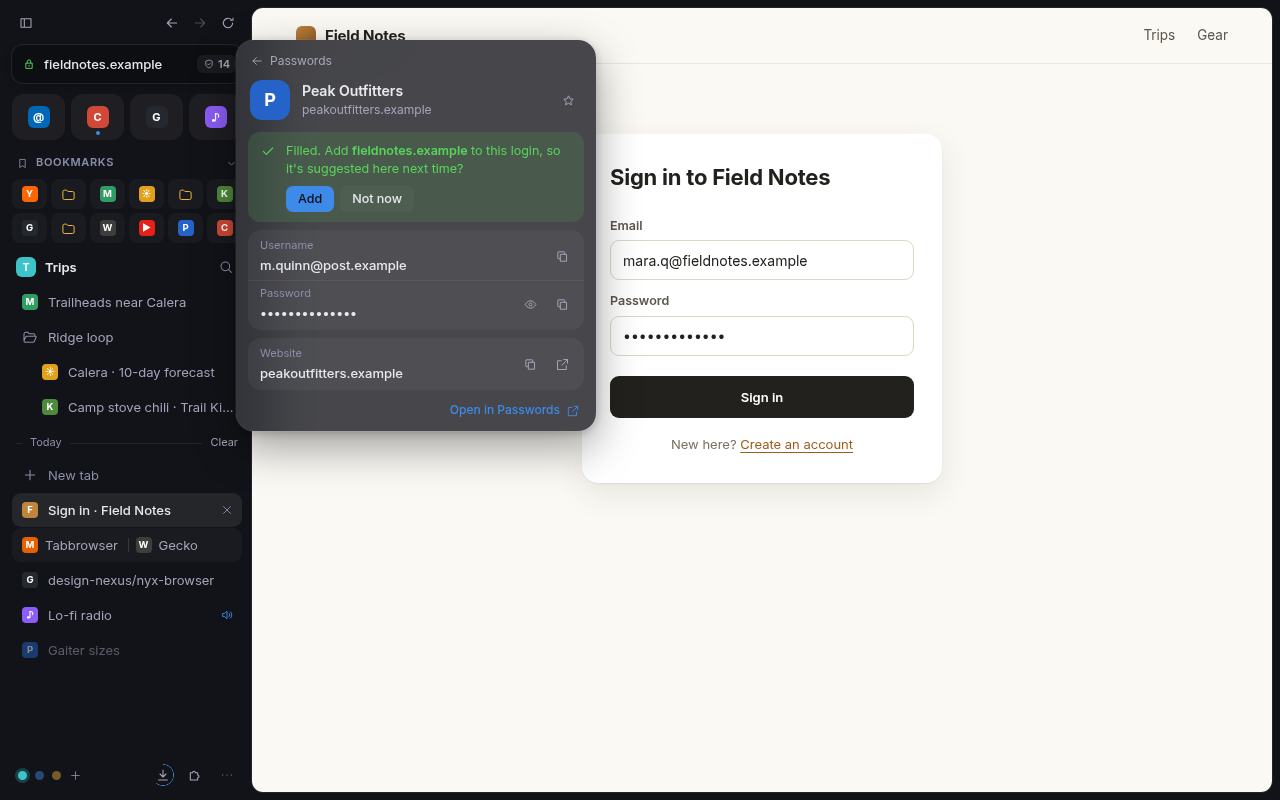 fieldnotes.example
14
@
C
G
BOOKMARKS
Y
M
K
G
W
P
C
T
Trips
M
Trailheads near Calera
Ridge loop
Calera · 10-day forecast
K
Camp stove chili · Trail Ki...
Today
Clear
New tab
F
Sign in · Field Notes
M
Tabbrowser
W
Gecko
G
design-nexus/nyx-browser
Lo-fi radio
P
Gaiter sizes
Passwords
P
Peak Outfitters
peakoutfitters.example
Filled. Add fieldnotes.example to this login, so
it's suggested here next time?
Add
Not now
Username
m.quinn@post.example
Password
••••••••••••••
Website
peakoutfitters.example
Open in Passwords
Field Notes
Trips
Gear
Sign in to Field Notes
Email
mara.q@fieldnotes.example
Password
•••••••••••••
Sign in
New here? Create an account